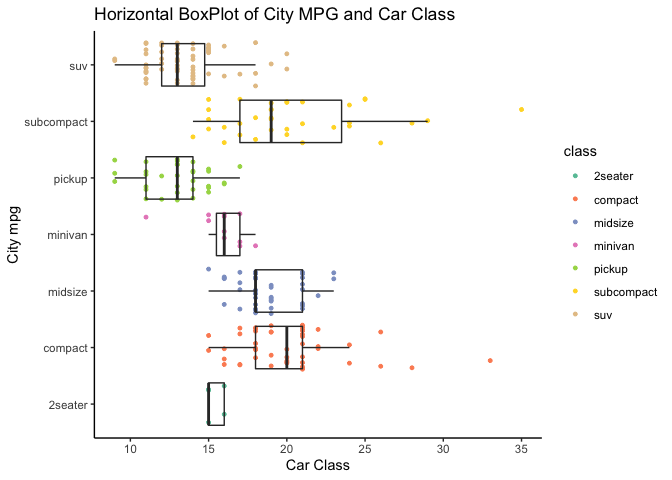 Horizontal BoxPlot of City MPG and Car Class
City mpg
suv
subcompact
pickup
minivan
midsize
compact
2seater
10 15 20 25 30 35
Car Class
class
2seater
compact
midsize
minivan
pickup
subcompact
suv